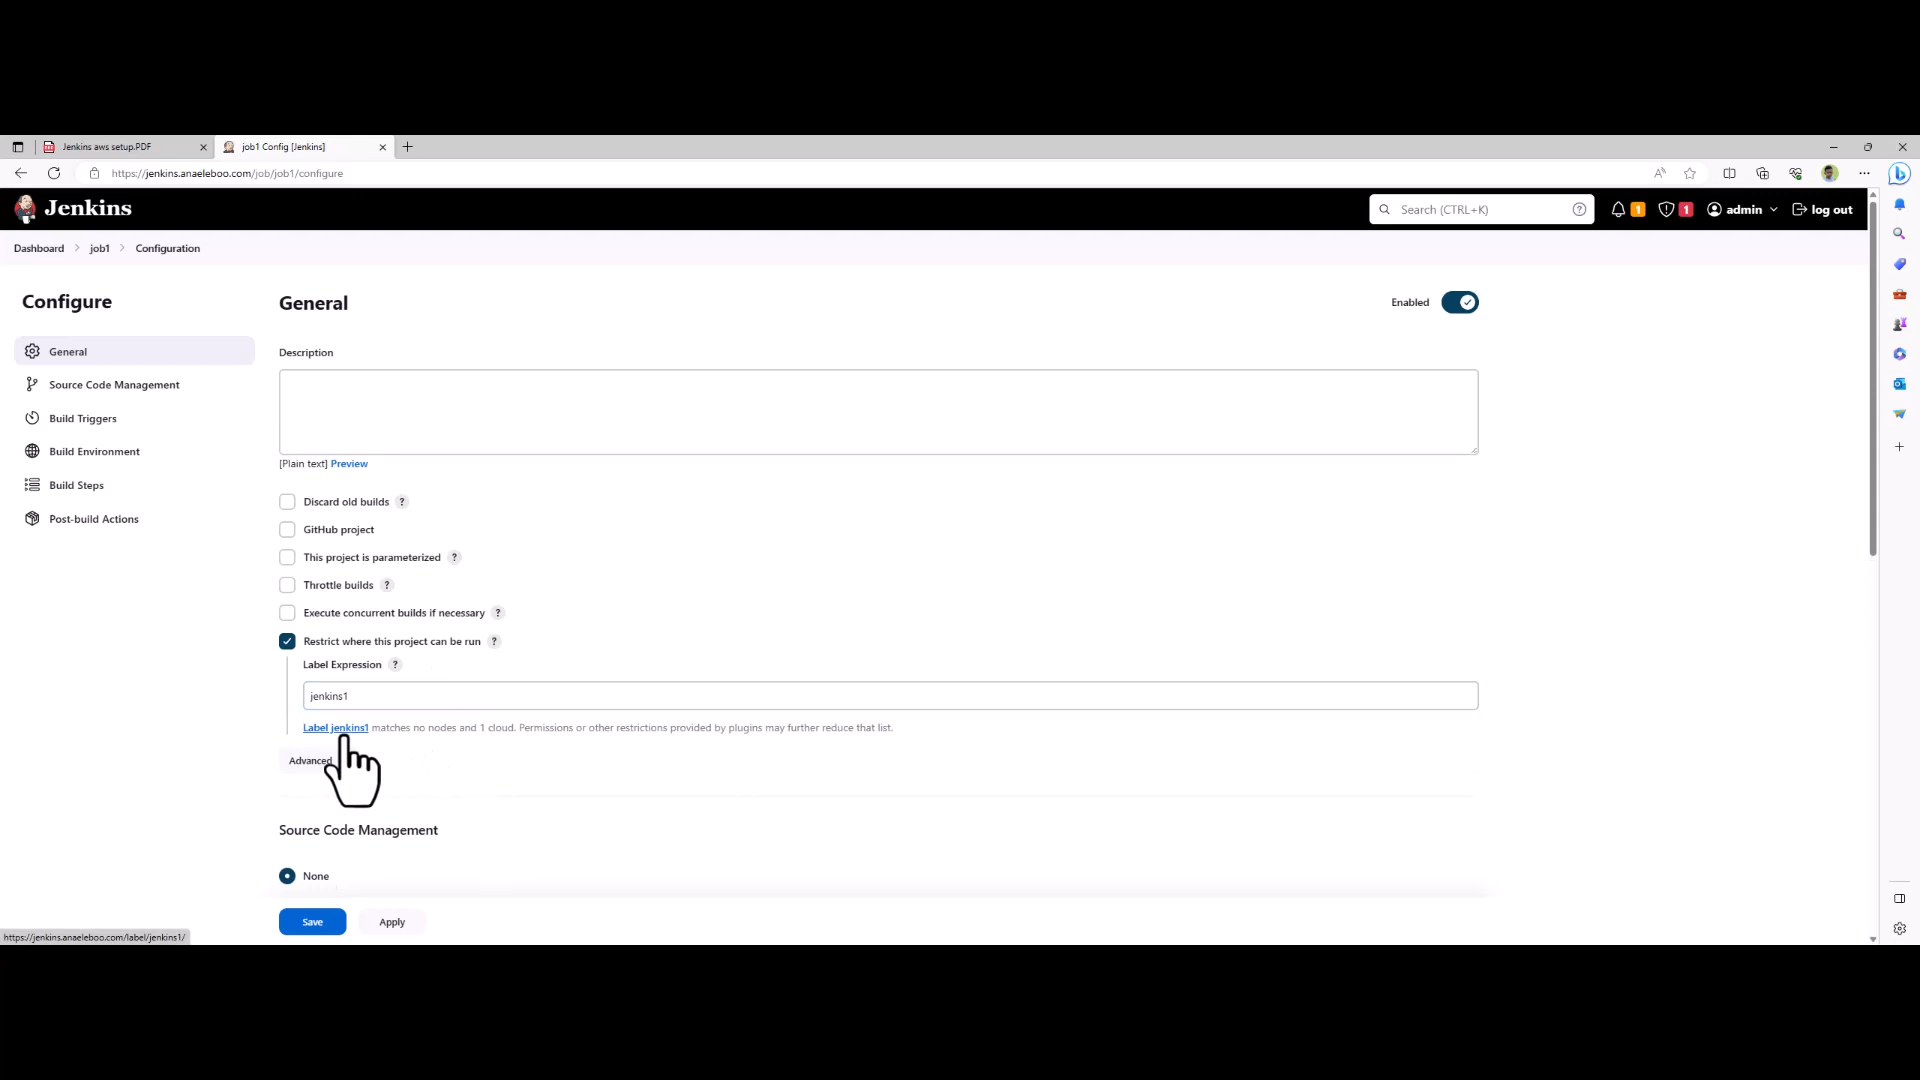 Jenkins aws setup.PDF
job1 Config [Jenkins]
https://jenkins.anaeleboo.com/job/job1/configure
Jenkins
Search (CTRL+K)
?
1
1
admin
log out
Dashboard
job1
Configuration
Configure
General
Source Code Management
Build Triggers
Build Environment
Build Steps
Post-build Actions
General
Enabled
Description
[Plain text] Preview
Discard old builds ?
GitHub project
This project is parameterized ?
Throttle builds ?
Execute concurrent builds if necessary ?
Restrict where this project can be run ?
Label Expression ?
jenkins1
Label jenkins1 matches no nodes and 1 cloud. Permissions or other restrictions provided by plugins may further reduce that list.
Advanced
Source Code Management
None
Save
Apply
https://jenkins.anaeleboo.com/label/jenkins1/